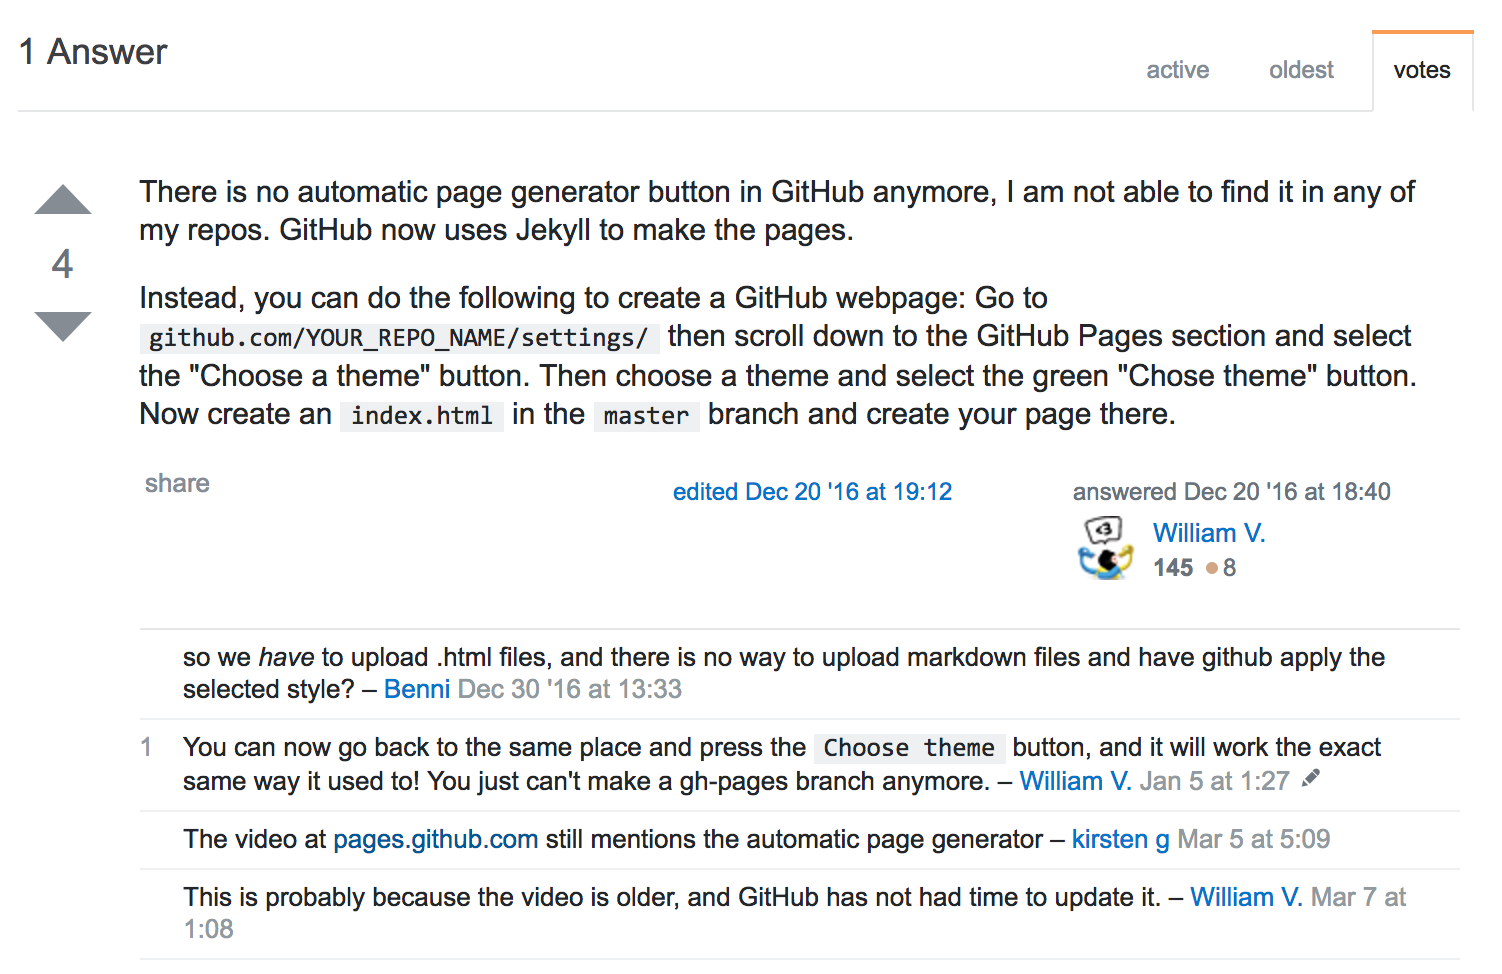 1 Answer
active oldest votes
There is no automatic page generator button in GitHub anymore, I am not able to find it in any of
my repos. GitHub now uses Jekyll to make the pages.
4
Instead, you can do the following to create a GitHub webpage: Go to
github.com/YOUR_REPO_NAME/settings/ then scroll down to the GitHub Pages section and select
the "Choose a theme" button. Then choose a theme and select the green "Chose theme" button.
Now create an index.html in the master branch and create your page there.
share
edited Dec 20 '16 at 19:12
answered Dec 20 '16 at 18:40
<3
William V.
145 8
so we have to upload .html files, and there is no way to upload markdown files and have github apply the
selected style? – Benni Dec 30 '16 at 13:33
1 You can now go back to the same place and press the Choose theme button, and it will work the exact
same way it used to! You just can't make a gh-pages branch anymore. – William V. Jan 5 at 1:27
The video at pages.github.com still mentions the automatic page generator – kirsten g Mar 5 at 5:09
This is probably because the video is older, and GitHub has not had time to update it. – William V. Mar 7 at
1:08